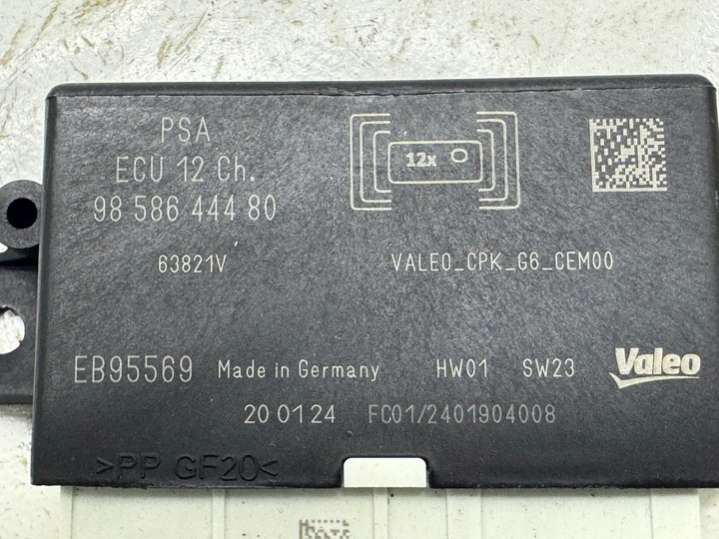 PSA
ECU 12 Ch.
98 586 444 80
12x
63821V
VALEO_CPK_G6_CEM00
EB95569 Made in Germany HW01 SW23 Valeo
20 01 24 FC01/2401904008
>PP GF20<